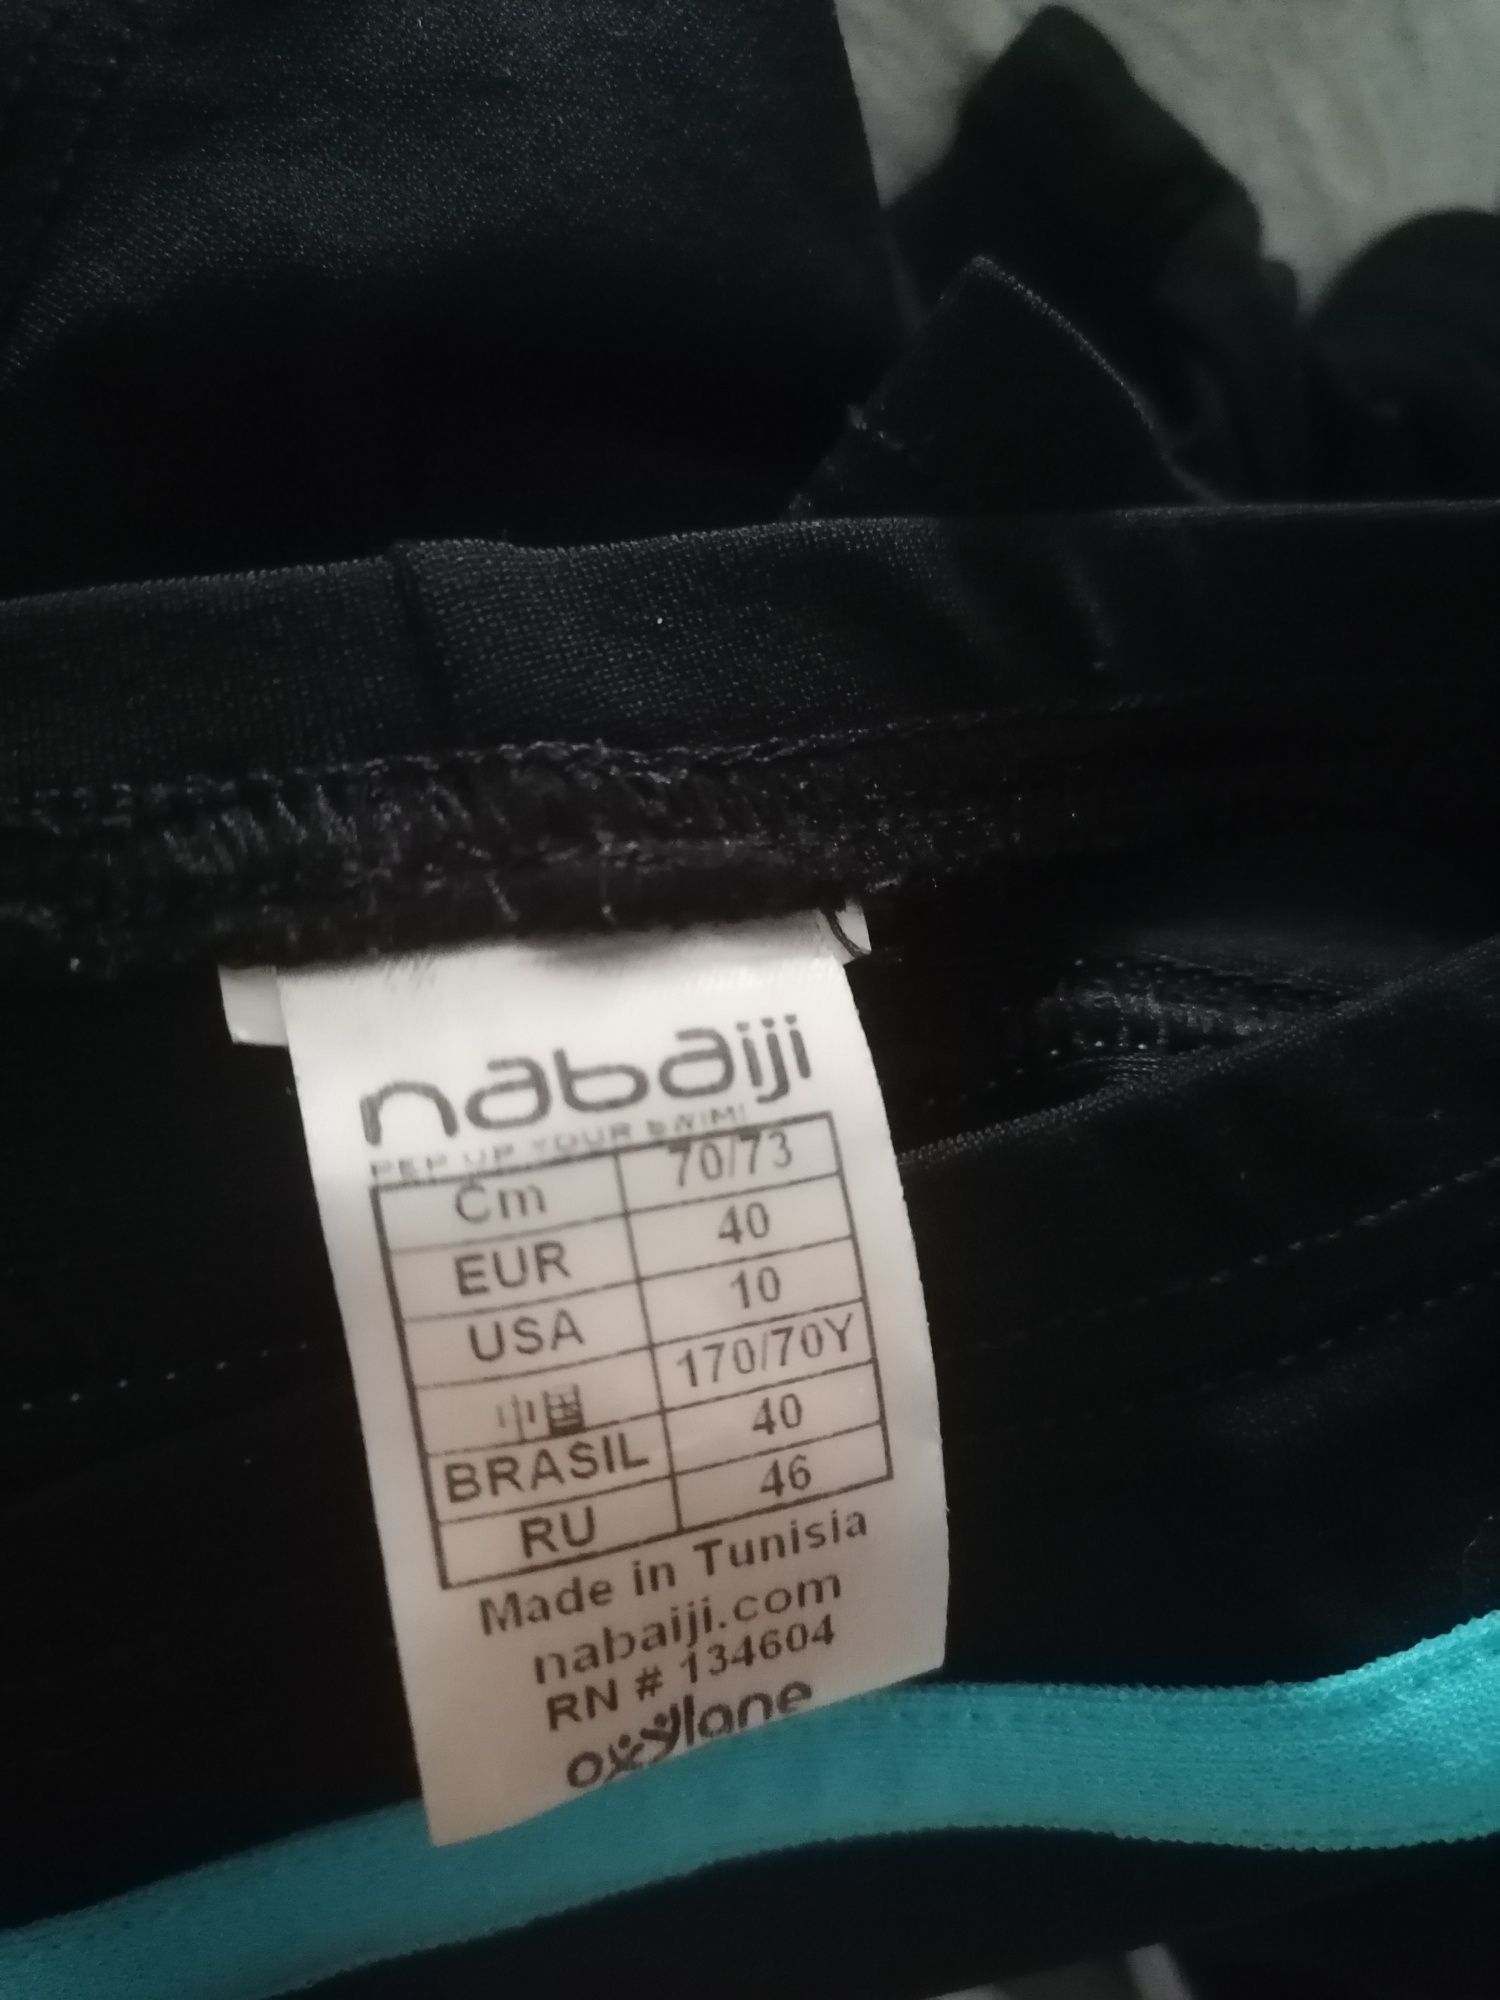 nabaiji
PEP UP YOUR SWIM!
Cm 70/73
EUR 40
USA 10
中国 170/70Y
BRASIL 40
RU 46
Made in Tunisia
nabaiji.com
RN # 134604
oxylane